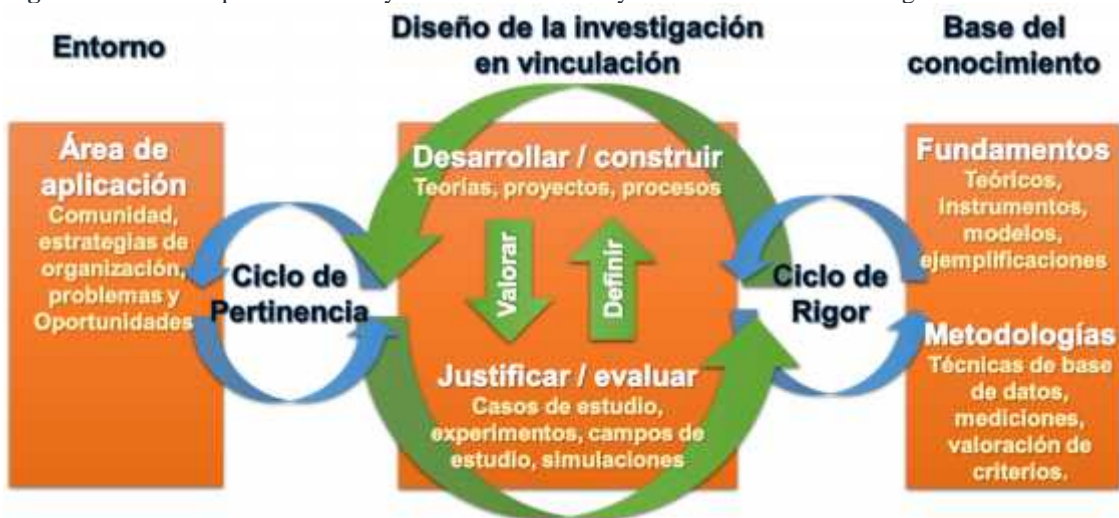 Entorno
Diseño de la investigación
en vinculación
Base del
conocimiento
Área de
aplicación
Comunidad,
estrategias de
organización,
problemas y
Oportunidades
Ciclo de
Pertinencia
Desarrollar / construir
Teorías, proyectos, procesos
Valorar
Definir
Justificar / evaluar
Casos de estudio,
experimentos, campos de
estudio, simulaciones
Ciclo de
Rigor
Fundamentos
Teóricos,
Instrumentos,
modelos,
ejemplificaciones
Metodologías
Técnicas de base
de datos,
mediciones,
valoración de
criterios.